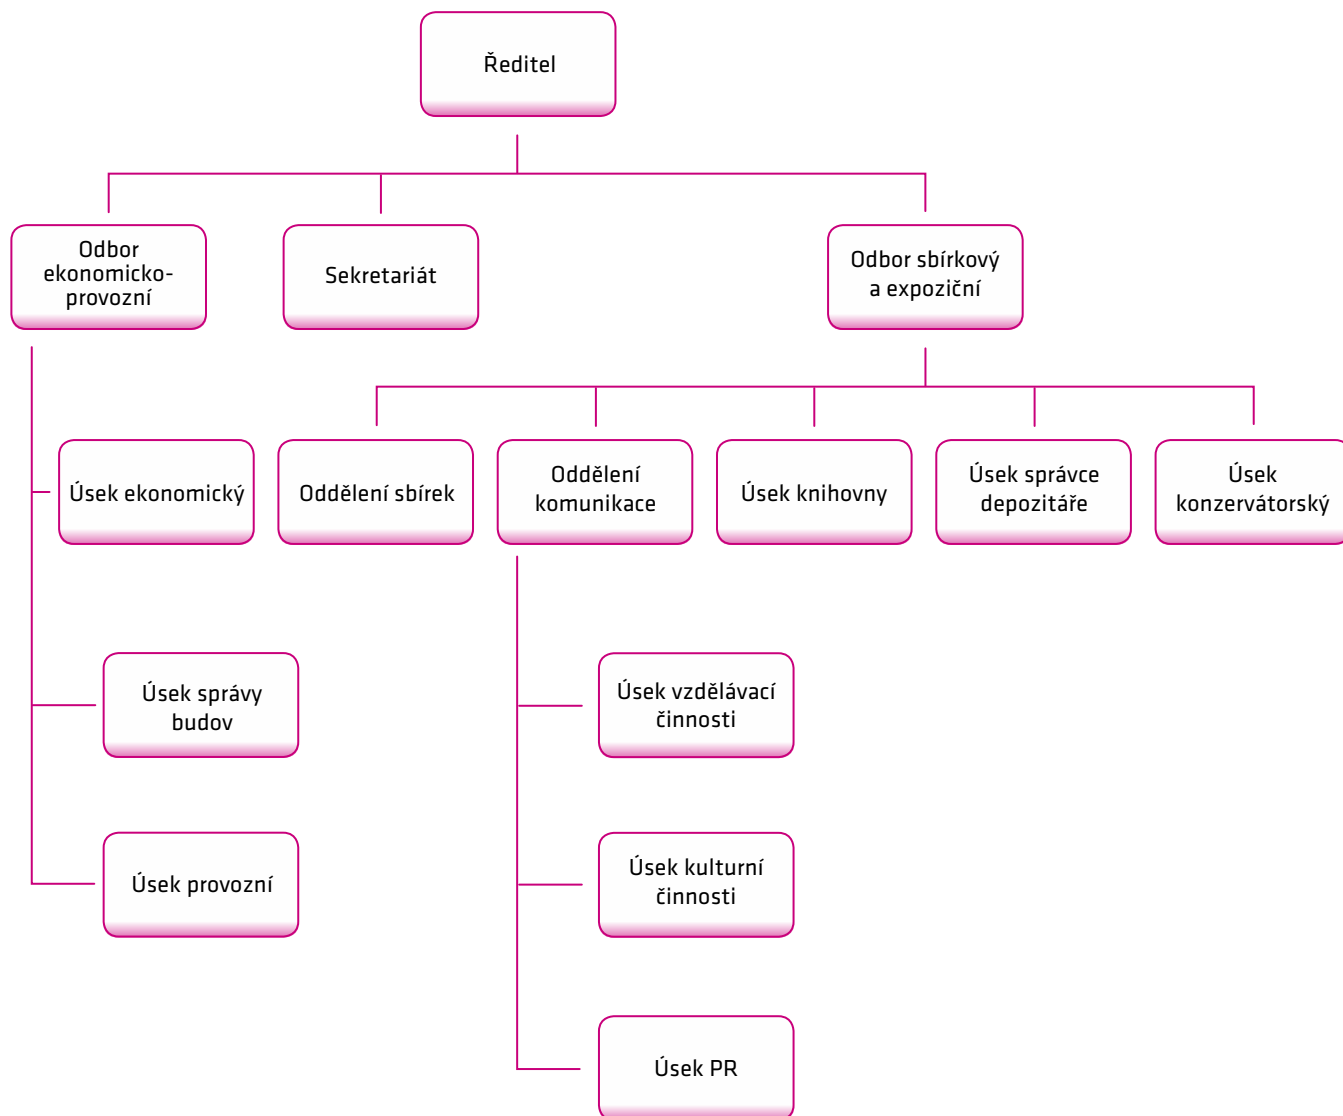 Ředitel
Odbor
ekonomicko-
provozní
Sekretariát
Odbor sbírkový
a expoziční
Úsek ekonomický
Oddělení sbírek
Oddělení
komunikace
Úsek knihovny
Úsek správce
depozitáře
Úsek
konzervátorský
Úsek správy
budov
Úsek vzdělávací
činnosti
Úsek provozní
Úsek kulturní
činnosti
Úsek PR